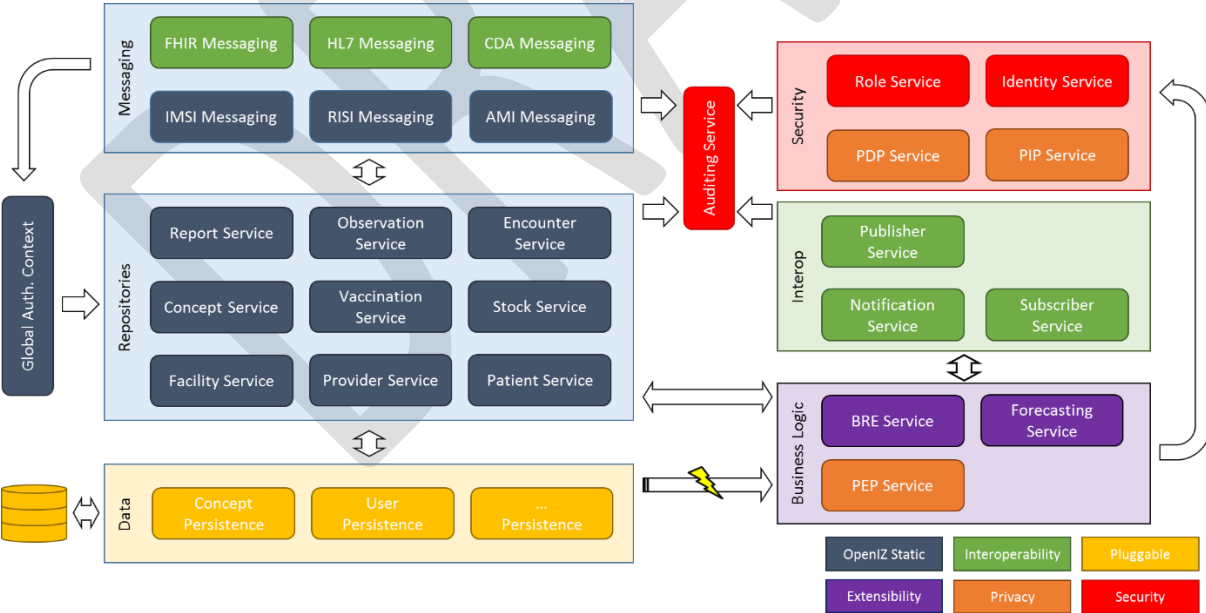 Messaging
FHIR Messaging
HL7 Messaging
CDA Messaging
IMSI Messaging
RISI Messaging
AMI Messaging
Global Auth. Context
Repositories
Report Service
Observation
Service
Encounter
Service
Concept Service
Vaccination
Service
Stock Service
Facility Service
Provider Service
Patient Service
Data
Concept
Persistence
User
Persistence
...
Persistence
Auditing Service
Security
Role Service
Identity Service
PDP Service
PIP Service
Interop
Publisher
Service
Notification
Service
Subscriber
Service
Business Logic
BRE Service
Forecasting
Service
PEP Service
OpenIZ Static
Interoperability
Pluggable
Extensibility
Privacy
Security